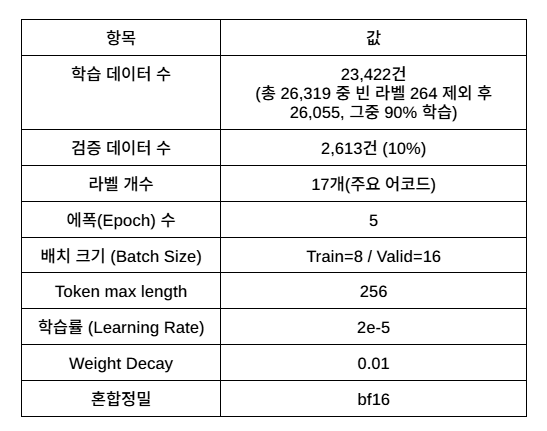 항목 값
학습 데이터 수 23,422건
(총 26,319 중 빈 라벨 264 제외 후
26,055, 그중 90% 학습)
검증 데이터 수 2,613건 (10%)
라벨 개수 17개(주요 어코드)
에폭(Epoch) 수 5
배치 크기 (Batch Size) Train=8 / Valid=16
Token max length 256
학습률 (Learning Rate) 2e-5
Weight Decay 0.01
혼합정밀 bf16